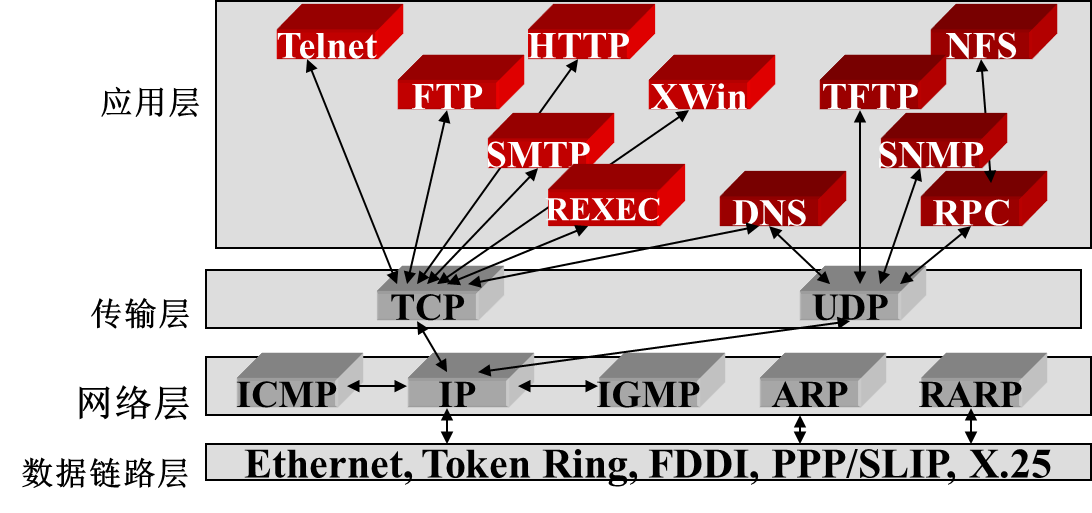 Telnet
HTTP
NFS
应用层
FTP
XWin
TFTP
SMTP
SNMP
REXEC
DNS
RPC
传输层
TCP
UDP
网络层
ICMP
IP
IGMP
ARP
RARP
数据链路层
Ethernet, Token Ring, FDDI, PPP/SLIP, X.25